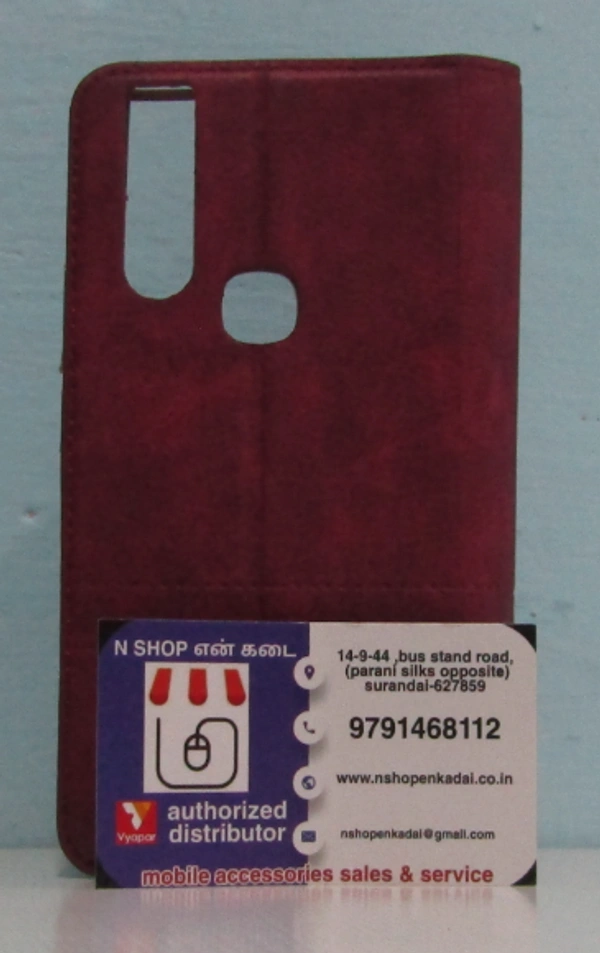 N SHOP என் கடை
Vyapar
authorized
distributor
14-9-44 ,bus stand road,
(parani silks opposite)
surandai-627859
9791468112
www.nshopenkadai.co.in
nshopenkadai@gmail.com
mobile accessories sales & service